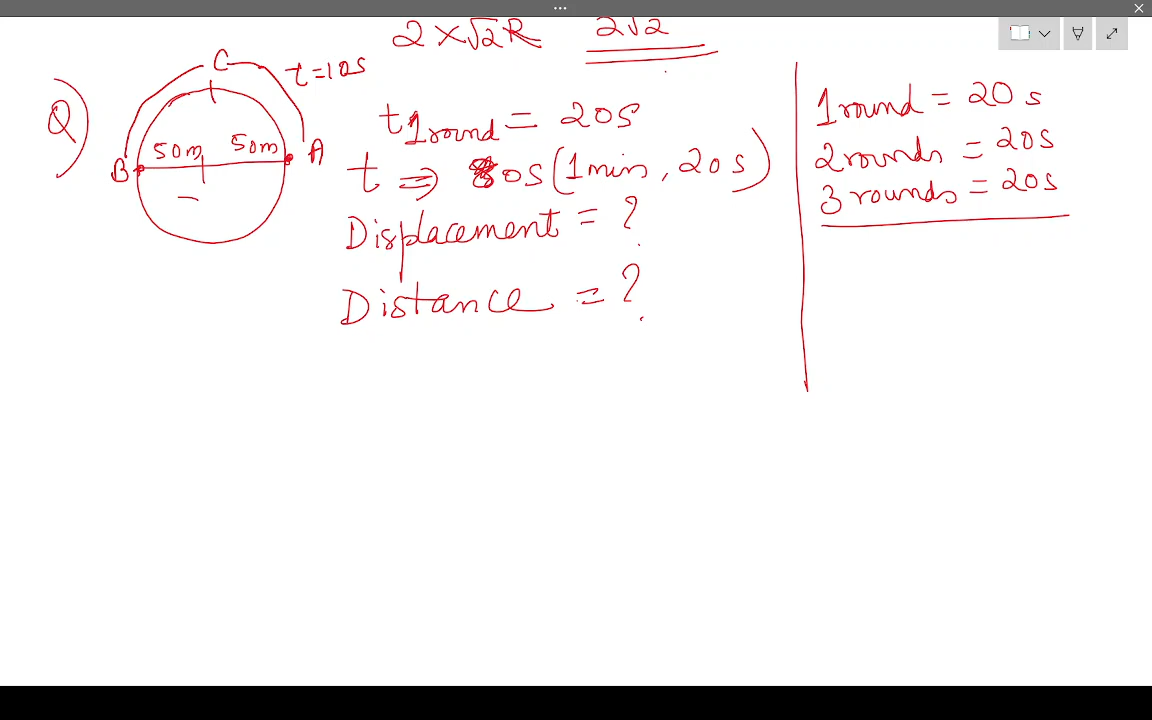 2 × √2 R 2√2
Q)
C t=10s
50m 50m
B A
t1round = 20s
t ⇒ 80s (1min, 20s)
Displacement = ?
Distance = ?
1 round = 20 s
2 rounds = 20s
3 rounds = 20s